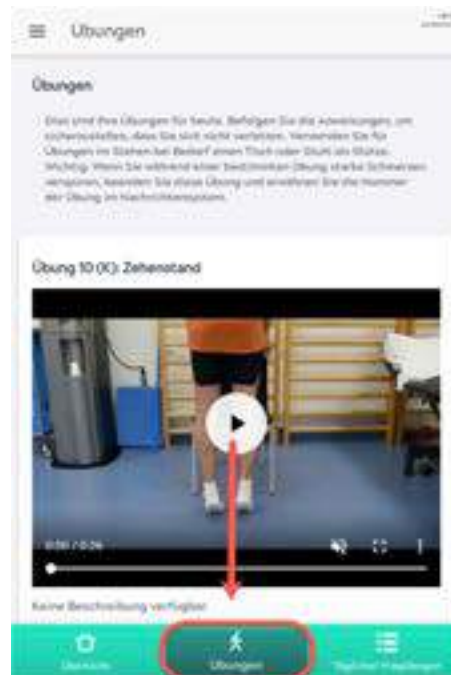 Übungen
Übungen
Dies sind Ihre Übungen für heute. Befolgen Sie die Anweisungen, um
sicherzustellen, dass Sie sich nicht verletzen. Verwenden Sie für
Übungen im Stehen bei Bedarf einen Tisch oder Stuhl als Stütze.
Wichtig: Wenn Sie während einer bestimmten Übung starke Schmerzen
verspüren, beenden Sie diese Übung und erwähnen Sie die Nummer
der Übung im Nachrichtensystem.
Übung 10 (K): Zehenstand
0:00 / 0:26
Keine Beschreibung verfügbar
Übersicht
Übungen
Täglicher